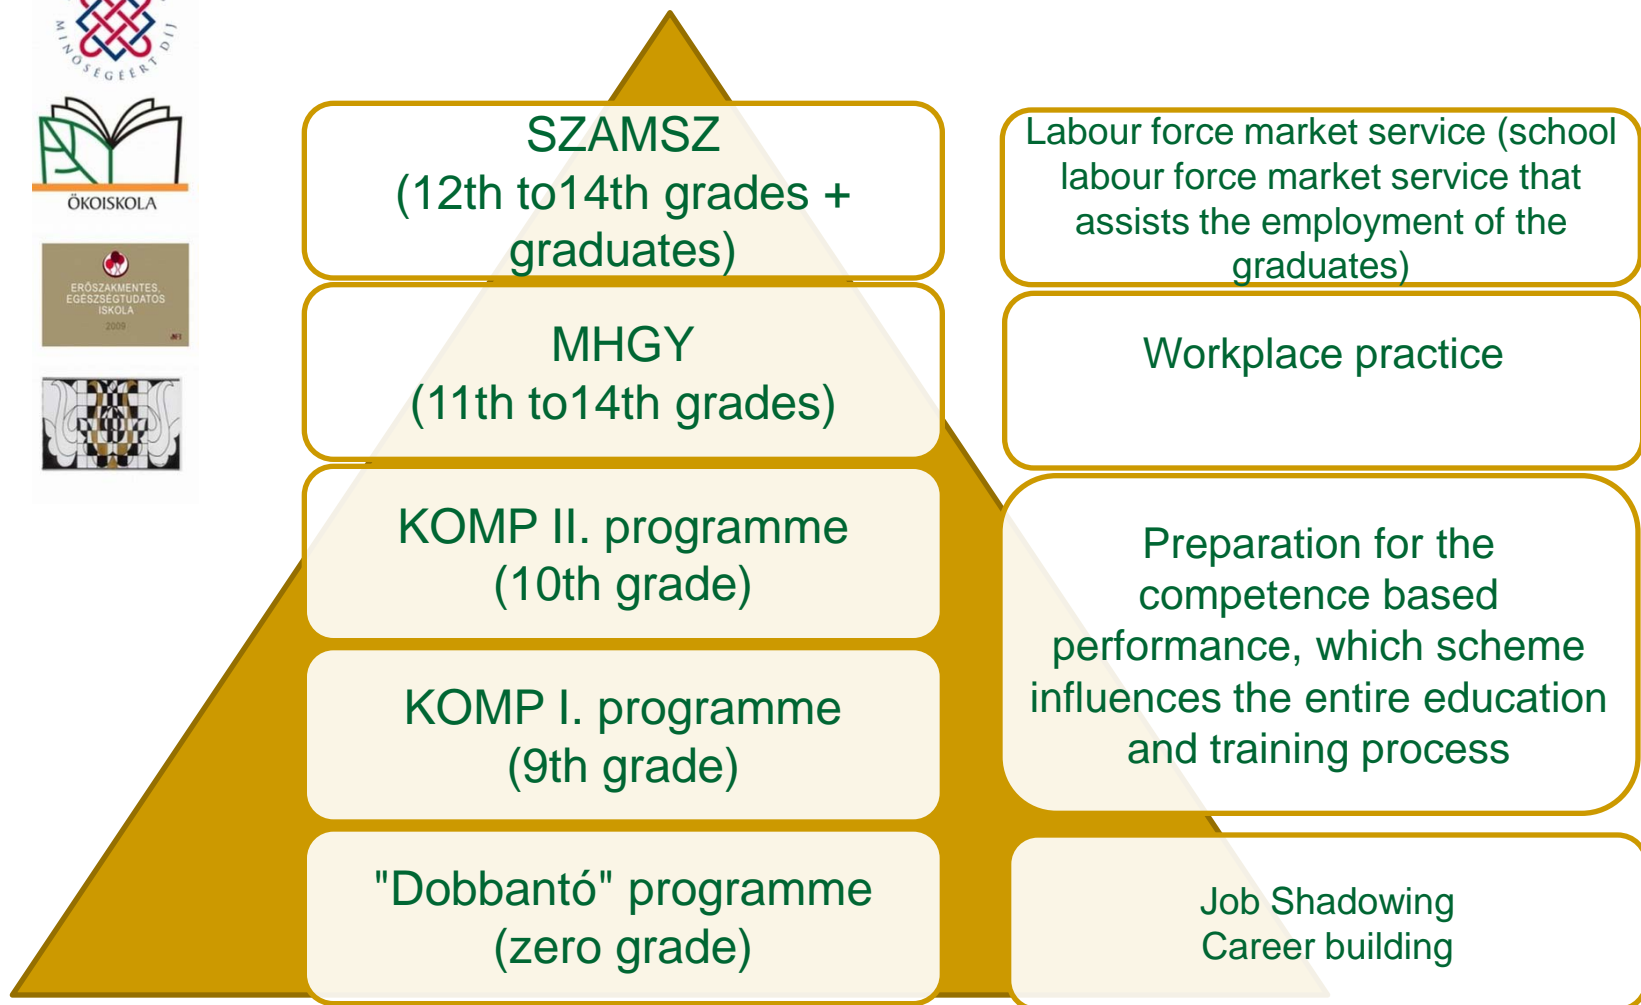 MINŐSÉGÉÉRT DÍJ
ÖKOISKOLA
ERŐSZAKMENTES,
EGÉSZSÉGTUDATOS
ISKOLA
2009
SZAMSZ
(12th to14th grades +
graduates)
Labour force market service (school
labour force market service that
assists the employment of the
graduates)
MHGY
(11th to14th grades)
Workplace practice
KOMP II. programme
(10th grade)
KOMP I. programme
(9th grade)
Preparation for the
competence based
performance, which scheme
influences the entire education
and training process
"Dobbantó" programme
(zero grade)
Job Shadowing
Career building